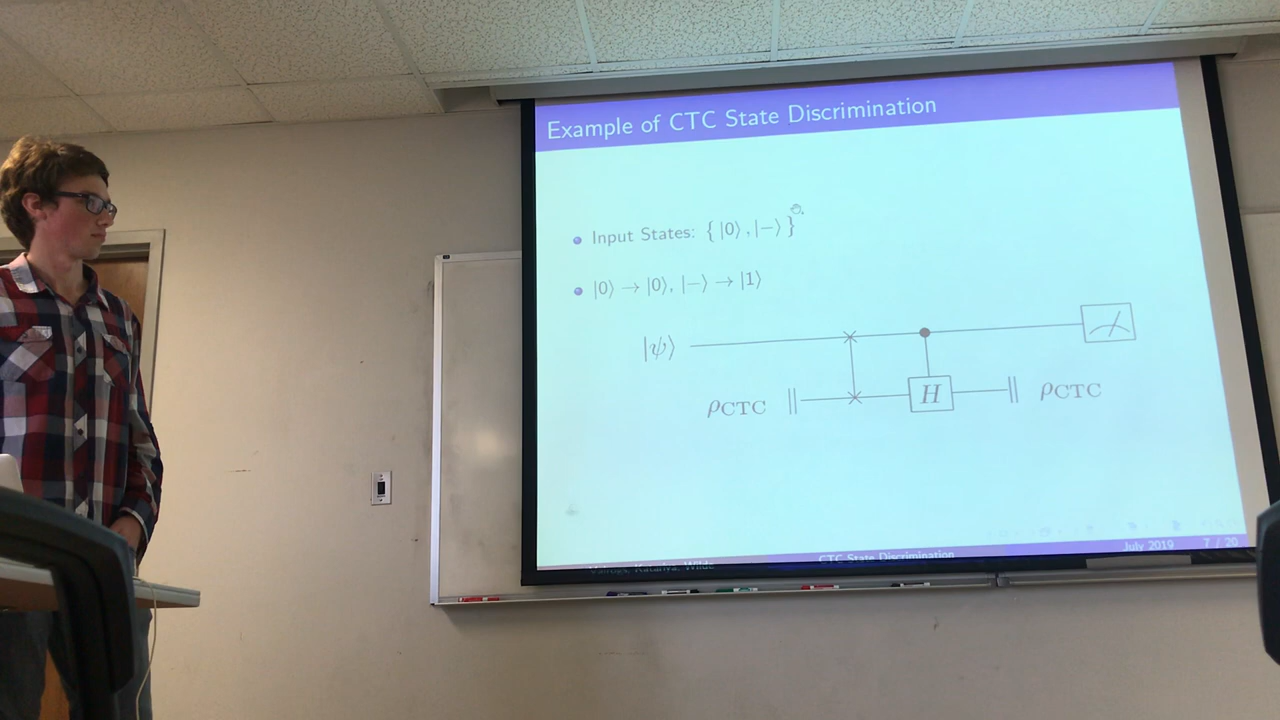 Example of CTC State Discrimination
Input States: {|0⟩, |−⟩}
|0⟩ → |0⟩, |−⟩ → |1⟩
|ψ⟩
H
ρCTC
ρCTC
CTC State Discrimination
July 2019
7 / 20